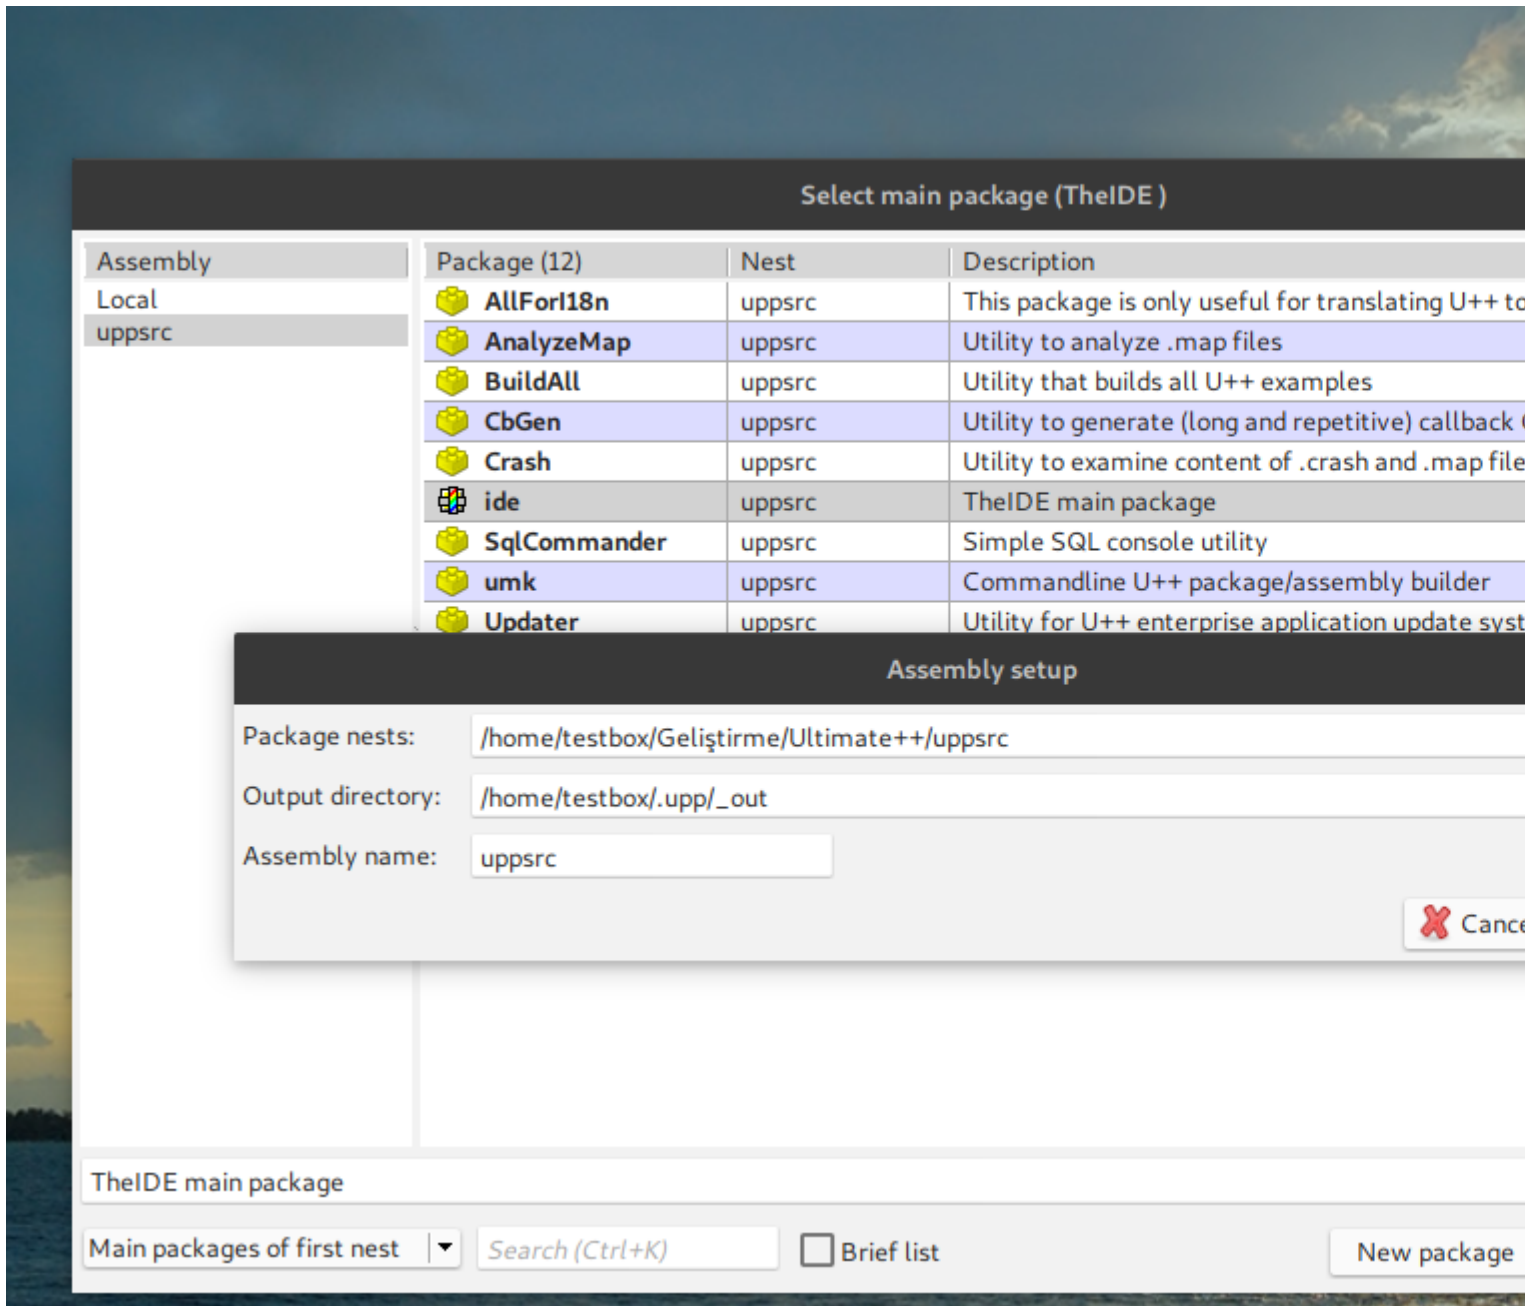 Select main package (TheIDE )
Assembly Package (12) Nest Description
Local
uppsrc
AllForI18n uppsrc This package is only useful for translating U++ to
AnalyzeMap uppsrc Utility to analyze .map files
BuildAll uppsrc Utility that builds all U++ examples
CbGen uppsrc Utility to generate (long and repetitive) callback
Crash uppsrc Utility to examine content of .crash and .map file
ide uppsrc TheIDE main package
SqlCommander uppsrc Simple SQL console utility
umk uppsrc Commandline U++ package/assembly builder
Updater uppsrc Utility for U++ enterprise application update syst
Assembly setup
Package nests: /home/testbox/Geliştirme/Ultimate++/uppsrc
Output directory: /home/testbox/.upp/_out
Assembly name: uppsrc
Cance
TheIDE main package
Main packages of first nest Search (Ctrl+K) Brief list New package